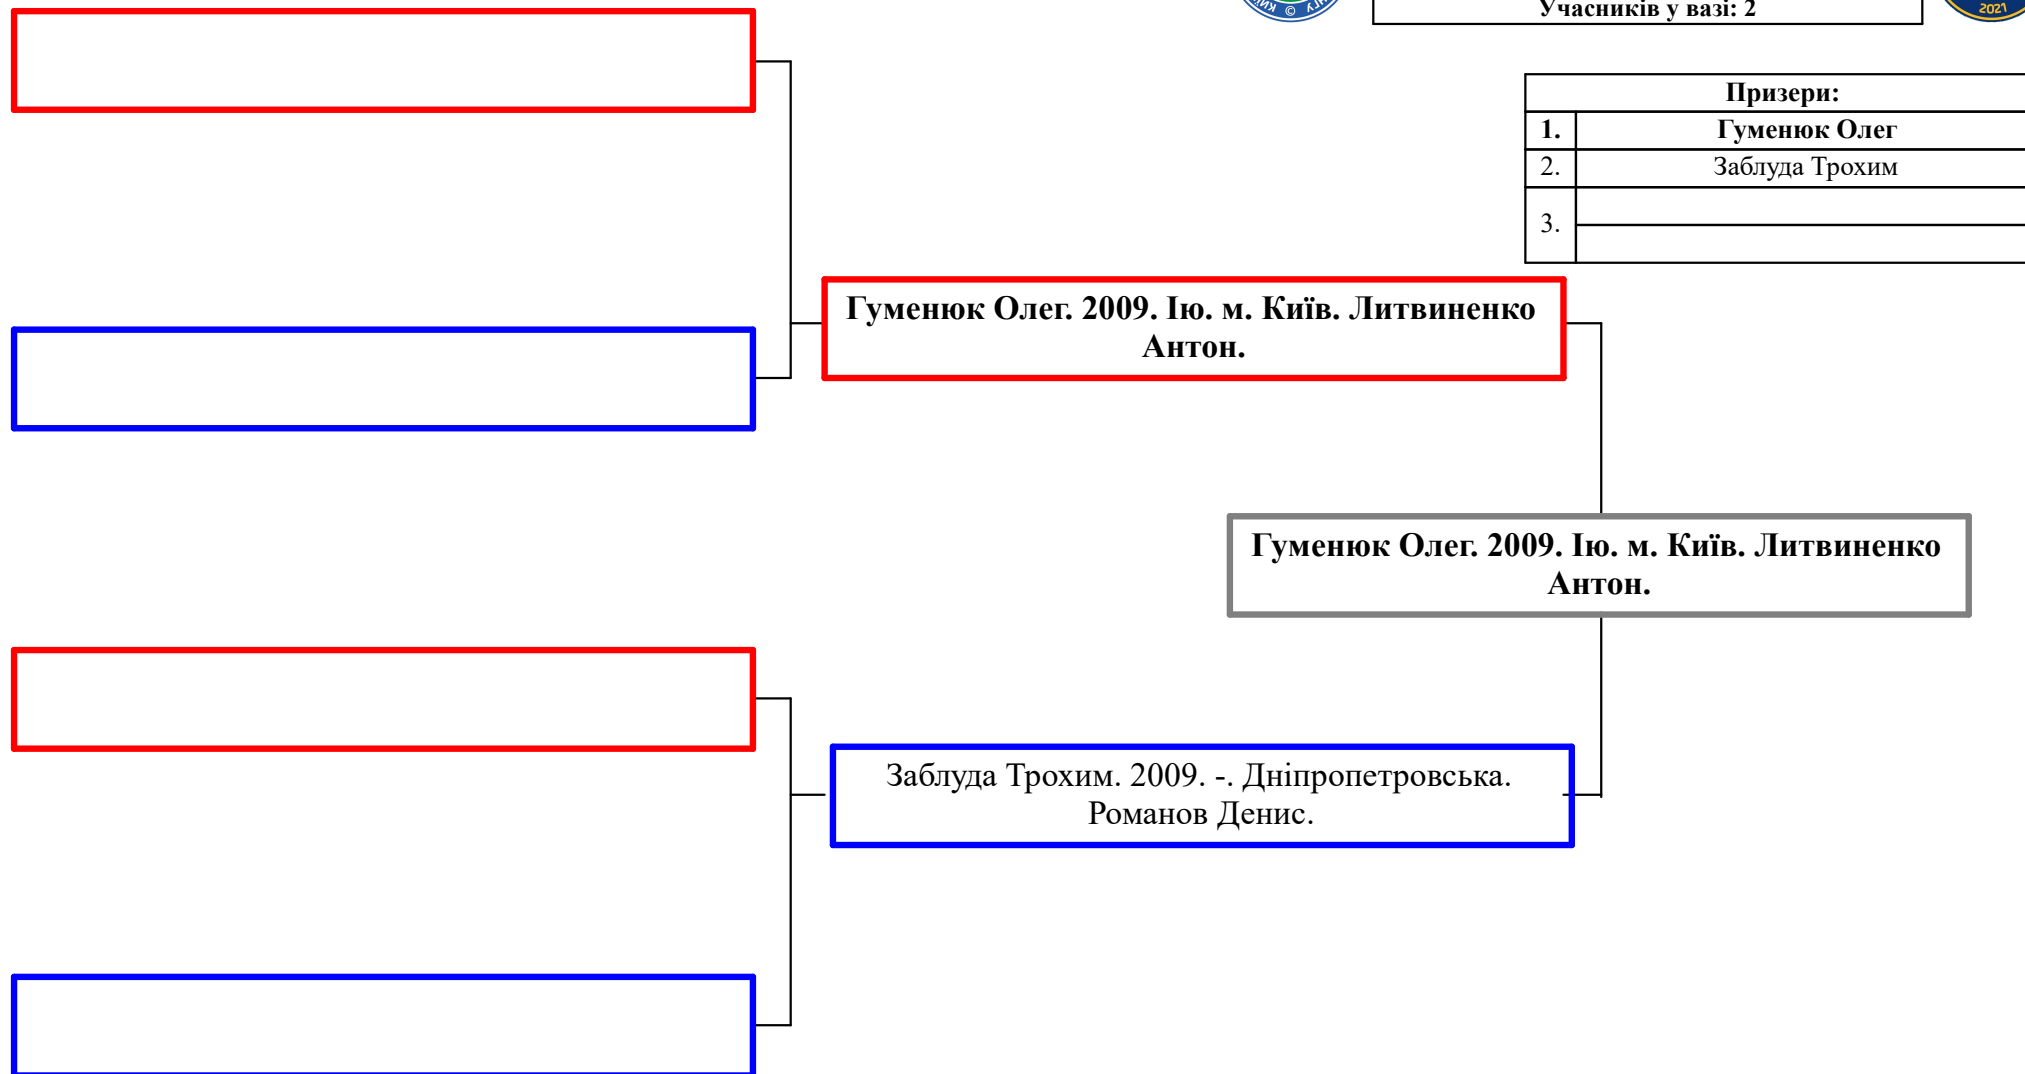 Учасників у вазі: 2
2021
Призери:
1. Гуменюк Олег
2. Заблуда Трохим
3.
Гуменюк Олег. 2009. Ію. м. Київ. Литвиненко
Антон.
Гуменюк Олег. 2009. Ію. м. Київ. Литвиненко
Антон.
Заблуда Трохим. 2009. -. Дніпропетровська.
Романов Денис.